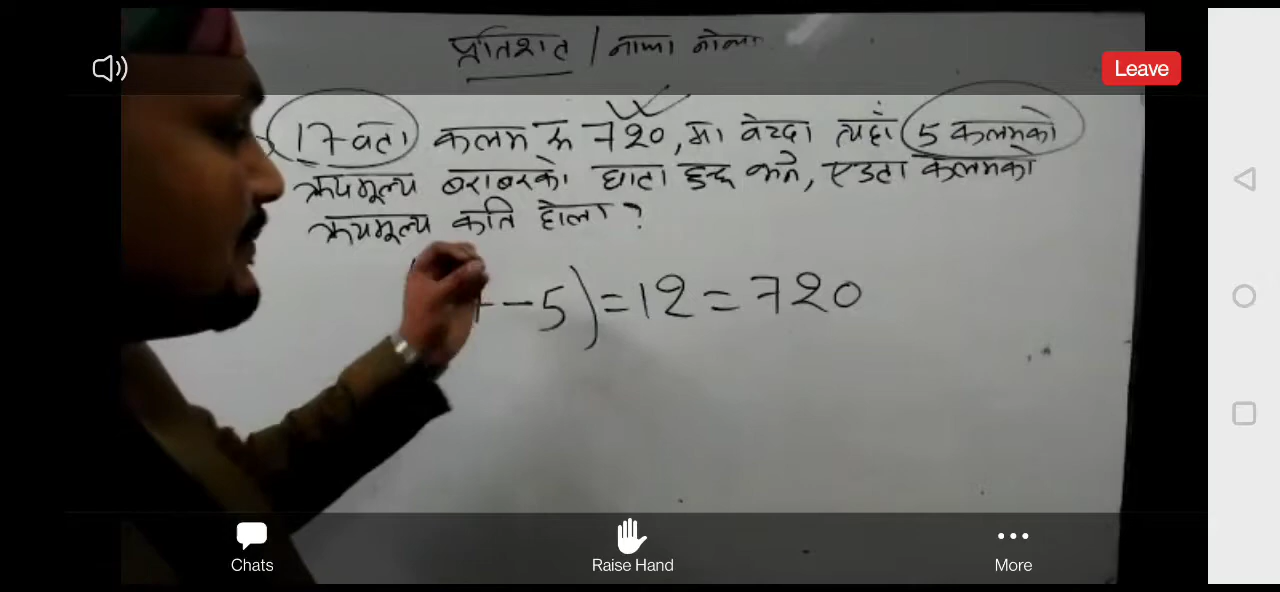 प्रतिशत / नाफा नोक्सा
Leave
17 वटा कलम रू 720, मा बेच्दा त्यहाँ 5 कलमको
क्रयमूल्य बराबरको घाटा हुन्छ भने, एउटा कलमको
क्रयमूल्य कति होला ?
- 5) = 12 = 720
Chats
Raise Hand
More